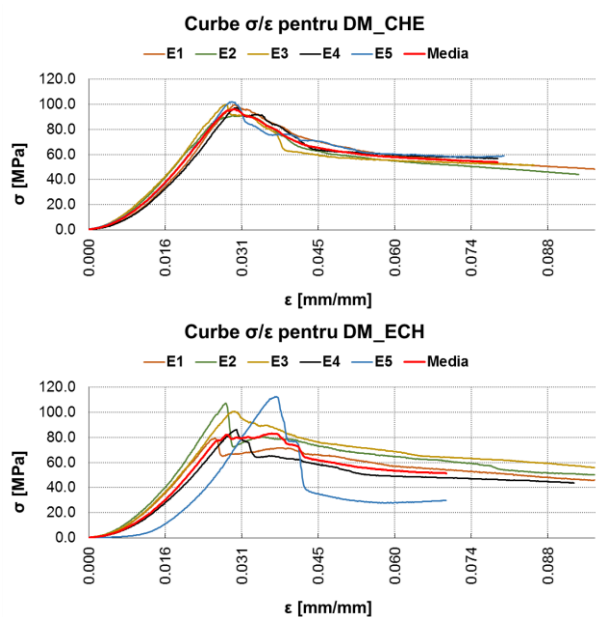 Curbe σ/ε pentru DM_CHE
E1 E2 E3 E4 E5 Media
120.0
100.0
80.0
60.0
40.0
20.0
0.0
σ [MPa]
0.000 0.016 0.031 0.045 0.060 0.074 0.088
ε [mm/mm]
Curbe σ/ε pentru DM_ECH
E1 E2 E3 E4 E5 Media
120.0
100.0
80.0
60.0
40.0
20.0
0.0
σ [MPa]
0.000 0.016 0.031 0.045 0.060 0.074 0.088
ε [mm/mm]